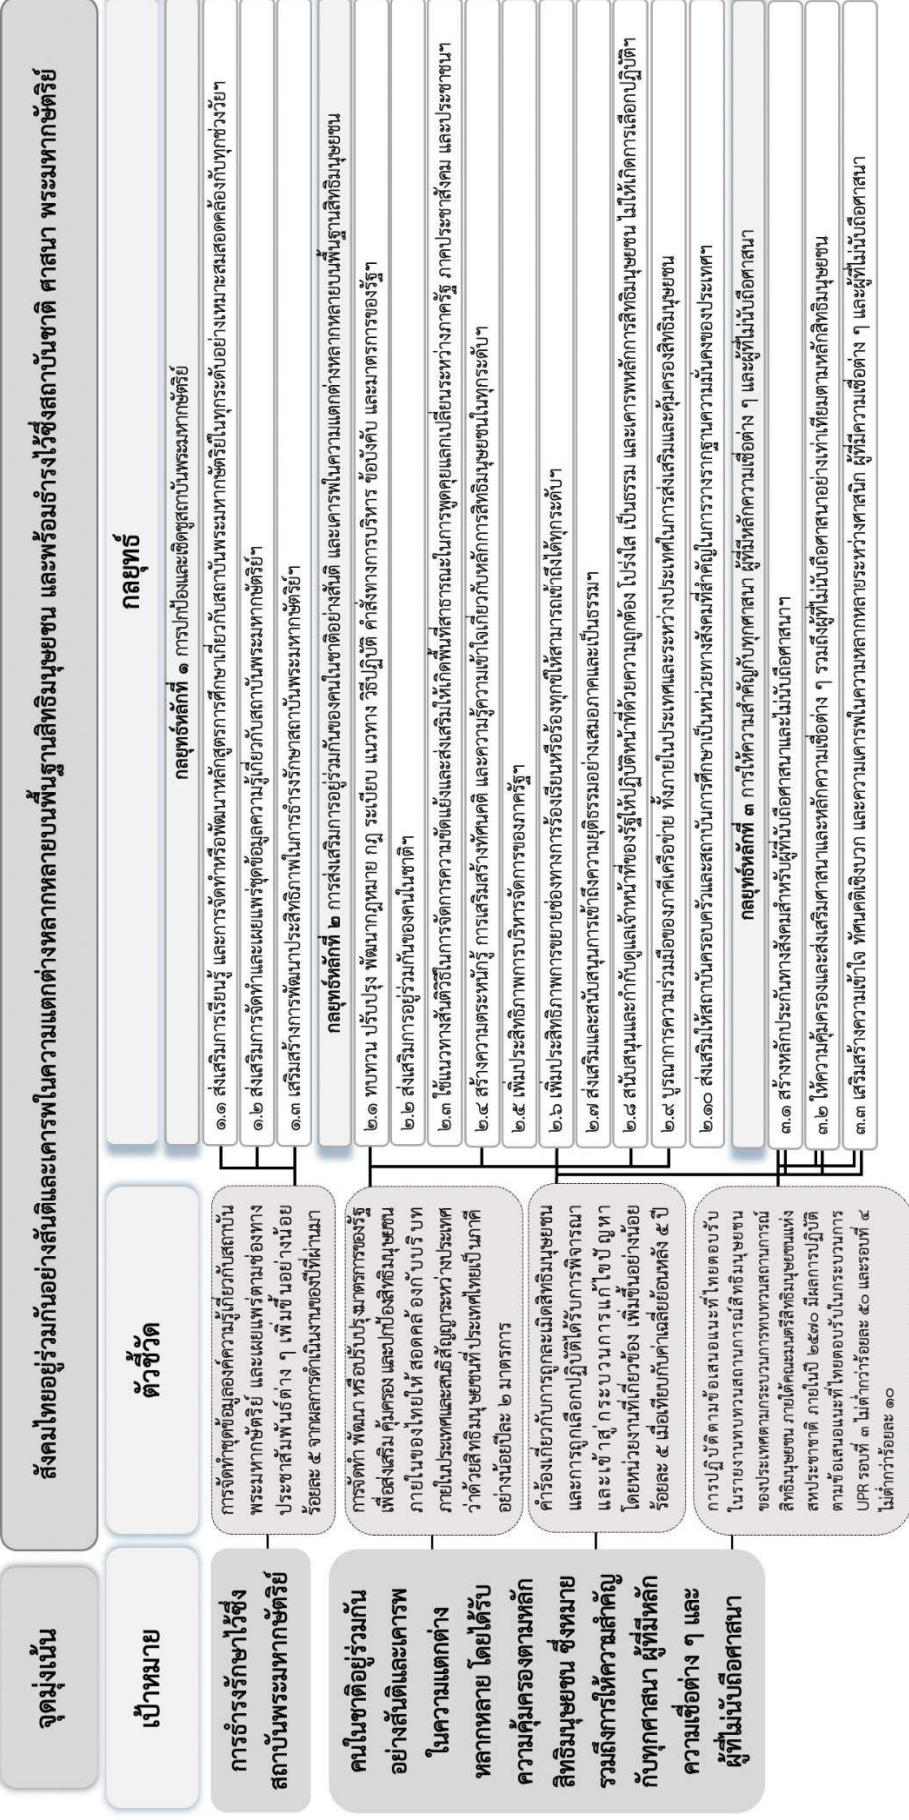 จุดมุ่งเน้น
สังคมไทยอยู่ร่วมกันอย่างสันติและเคารพในความแตกต่างหลากหลายบนพื้นฐานสิทธิมนุษยชน และพร้อมธำรงไว้ซึ่งสถาบันชาติ ศาสนา พระมหากษัตริย์
เป้าหมาย
ตัวชี้วัด
กลยุทธ์
การธำรงรักษาไว้ซึ่ง
สถาบันพระมหากษัตริย์
คนในชาติอยู่ร่วมกัน
อย่างสันติและเคารพ
ในความแตกต่าง
หลากหลาย โดยได้รับ
ความคุ้มครองตามหลัก
สิทธิมนุษยชน ซึ่งหมาย
รวมถึงการให้ความสำคัญ
กับทุกศาสนา ผู้ที่มีหลัก
ความเชื่อต่าง ๆ และ
ผู้ที่ไม่นับถือศาสนา
การจัดทำชุดข้อมูลองค์ความรู้เกี่ยวกับสถาบัน
พระมหากษัตริย์ และเผยแพร่ตามช่องทาง
ประชาสัมพันธ์ต่าง ๆ เพิ่มขึ้นอย่างน้อย
ร้อยละ ๕ จากผลการดำเนินงานของปีที่ผ่านมา
การจัดทำ พัฒนา หรือปรับปรุงมาตรการของรัฐ
เพื่อส่งเสริม คุ้มครอง และปกป้องสิทธิมนุษยชน
ภายในของไทยให้สอดคล้องกับบริบท
ภายในประเทศและสนธิสัญญาระหว่างประเทศ
ว่าด้วยสิทธิมนุษยชนที่ประเทศไทยเป็นภาคี
อย่างน้อยปีละ ๒ มาตรการ
คำร้องเกี่ยวกับการถูกละเมิดสิทธิมนุษยชน
และการถูกเลือกปฏิบัติได้รับการพิจารณา
และเข้าสู่กระบวนการแก้ไขปัญหา
โดยหน่วยงานที่เกี่ยวข้อง เพิ่มขึ้นอย่างน้อย
ร้อยละ ๕ เมื่อเทียบกับค่าเฉลี่ยย้อนหลัง ๕ ปี
การปฏิบัติตามข้อเสนอแนะที่ไทยตอบรับ
ในรายงานทบทวนสถานการณ์สิทธิมนุษยชน
ของประเทศตามกระบวนการทบทวนสถานการณ์
สิทธิมนุษยชน ภายใต้คณะมนตรีสิทธิมนุษยชนแห่ง
สหประชาชาติ ภายในปี ๒๕๗๐ มีผลการปฏิบัติ
ตามข้อเสนอแนะที่ไทยตอบรับในกระบวนการ
UPR รอบที่ ๓ ไม่ต่ำกว่าร้อยละ ๕๐ และรอบที่ ๔
ไม่ต่ำกว่าร้อยละ ๑๐
กลยุทธ์หลักที่ ๑ การปกป้องและเชิดชูสถาบันพระมหากษัตริย์
๑.๑ ส่งเสริมการเรียนรู้ และการจัดทำหรือพัฒนาหลักสูตรการศึกษาเกี่ยวกับสถาบันพระมหากษัตริย์ในทุกระดับอย่างเหมาะสมสอดคล้องกับทุกช่วงวัยฯ
๑.๒ ส่งเสริมการจัดทำและเผยแพร่ชุดข้อมูลความรู้เกี่ยวกับสถาบันพระมหากษัตริย์ฯ
๑.๓ เสริมสร้างการพัฒนาประสิทธิภาพในการธำรงรักษาสถาบันพระมหากษัตริย์ฯ
กลยุทธ์หลักที่ ๒ การส่งเสริมการอยู่ร่วมกันของคนในชาติอย่างสันติ และเคารพในความแตกต่างหลากหลายบนพื้นฐานสิทธิมนุษยชน
๒.๑ ทบทวน ปรับปรุง พัฒนากฎหมาย กฎ ระเบียบ แนวทาง วิธีปฏิบัติ คำสั่งทางการบริหาร ข้อบังคับ และมาตรการของรัฐฯ
๒.๒ ส่งเสริมการอยู่ร่วมกันของคนในชาติฯ
๒.๓ ใช้แนวทางสันติวิธีในการจัดการความขัดแย้งและส่งเสริมให้เกิดพื้นที่สาธารณะในการพูดคุยแลกเปลี่ยนระหว่างภาครัฐ ภาคประชาสังคม และประชาชนฯ
๒.๔ สร้างความตระหนักรู้ การเสริมสร้างทัศนคติ และความรู้ความเข้าใจเกี่ยวกับหลักการสิทธิมนุษยชนในทุกระดับฯ
๒.๕ เพิ่มประสิทธิภาพการบริหารจัดการของภาครัฐฯ
๒.๖ เพิ่มประสิทธิภาพการขยายช่องทางการร้องเรียนหรือร้องทุกข์ให้สามารถเข้าถึงได้ทุกระดับฯ
๒.๗ ส่งเสริมและสนับสนุนการเข้าถึงความยุติธรรมอย่างเสมอภาคและเป็นธรรมฯ
๒.๘ สนับสนุนและกำกับดูแลเจ้าหน้าที่ของรัฐให้ปฏิบัติหน้าที่ด้วยความถูกต้อง โปร่งใส เป็นธรรม และเคารพหลักการสิทธิมนุษยชน ไม่ให้เกิดการเลือกปฏิบัติฯ
๒.๙ บูรณาการความร่วมมือของภาคีเครือข่าย ทั้งภายในประเทศและระหว่างประเทศในการส่งเสริมและคุ้มครองสิทธิมนุษยชน
๒.๑๐ ส่งเสริมให้สถาบันครอบครัวและสถาบันการศึกษาเป็นหน่วยทางสังคมที่สำคัญในการวางรากฐานความมั่นคงของประเทศฯ
กลยุทธ์หลักที่ ๓ การให้ความสำคัญกับทุกศาสนา ผู้ที่มีหลักความเชื่อต่าง ๆ และผู้ที่ไม่นับถือศาสนา
๓.๑ สร้างหลักประกันทางสังคมสำหรับผู้ที่นับถือศาสนาและไม่นับถือศาสนาฯ
๓.๒ ให้ความคุ้มครองและส่งเสริมศาสนาและหลักความเชื่อต่าง ๆ รวมถึงผู้ที่ไม่นับถือศาสนาอย่างเท่าเทียมตามหลักสิทธิมนุษยชน
๓.๓ เสริมสร้างความเข้าใจ ทัศนคติเชิงบวก และความเคารพในความหลากหลายระหว่างศาสนิก ผู้ที่มีความเชื่อต่าง ๆ และผู้ที่ไม่นับถือศาสนา